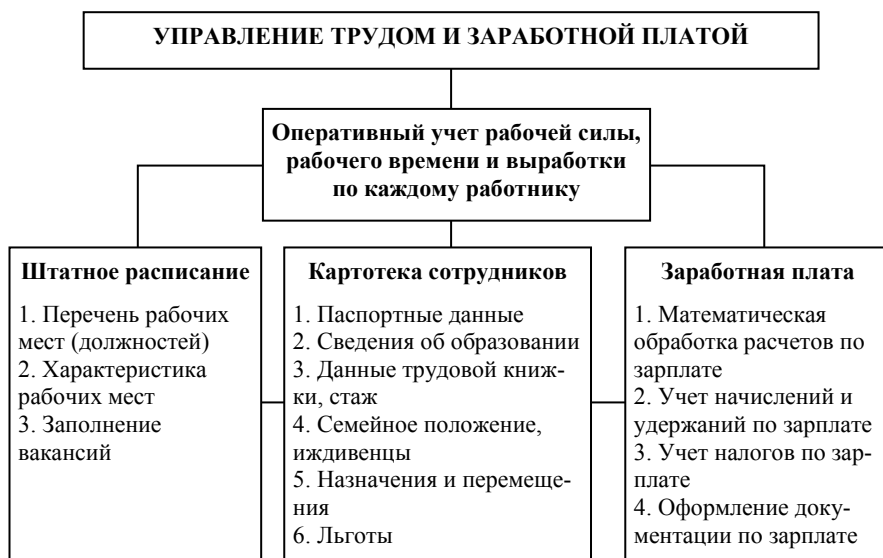 УПРАВЛЕНИЕ ТРУДОМ И ЗАРАБОТНОЙ ПЛАТОЙ
Оперативный учет рабочей силы,
рабочего времени и выработки
по каждому работнику
Штатное расписание
1. Перечень рабочих
мест (должностей)
2. Характеристика
рабочих мест
3. Заполнение
вакансий
Картотека сотрудников
1. Паспортные данные
2. Сведения об образовании
3. Данные трудовой книж-
ки, стаж
4. Семейное положение,
иждивенцы
5. Назначения и перемеще-
ния
6. Льготы
Заработная плата
1. Математическая
обработка расчетов по
зарплате
2. Учет начислений и
удержаний по зарплате
3. Учет налогов по зар-
плате
4. Оформление доку-
ментации по зарплате